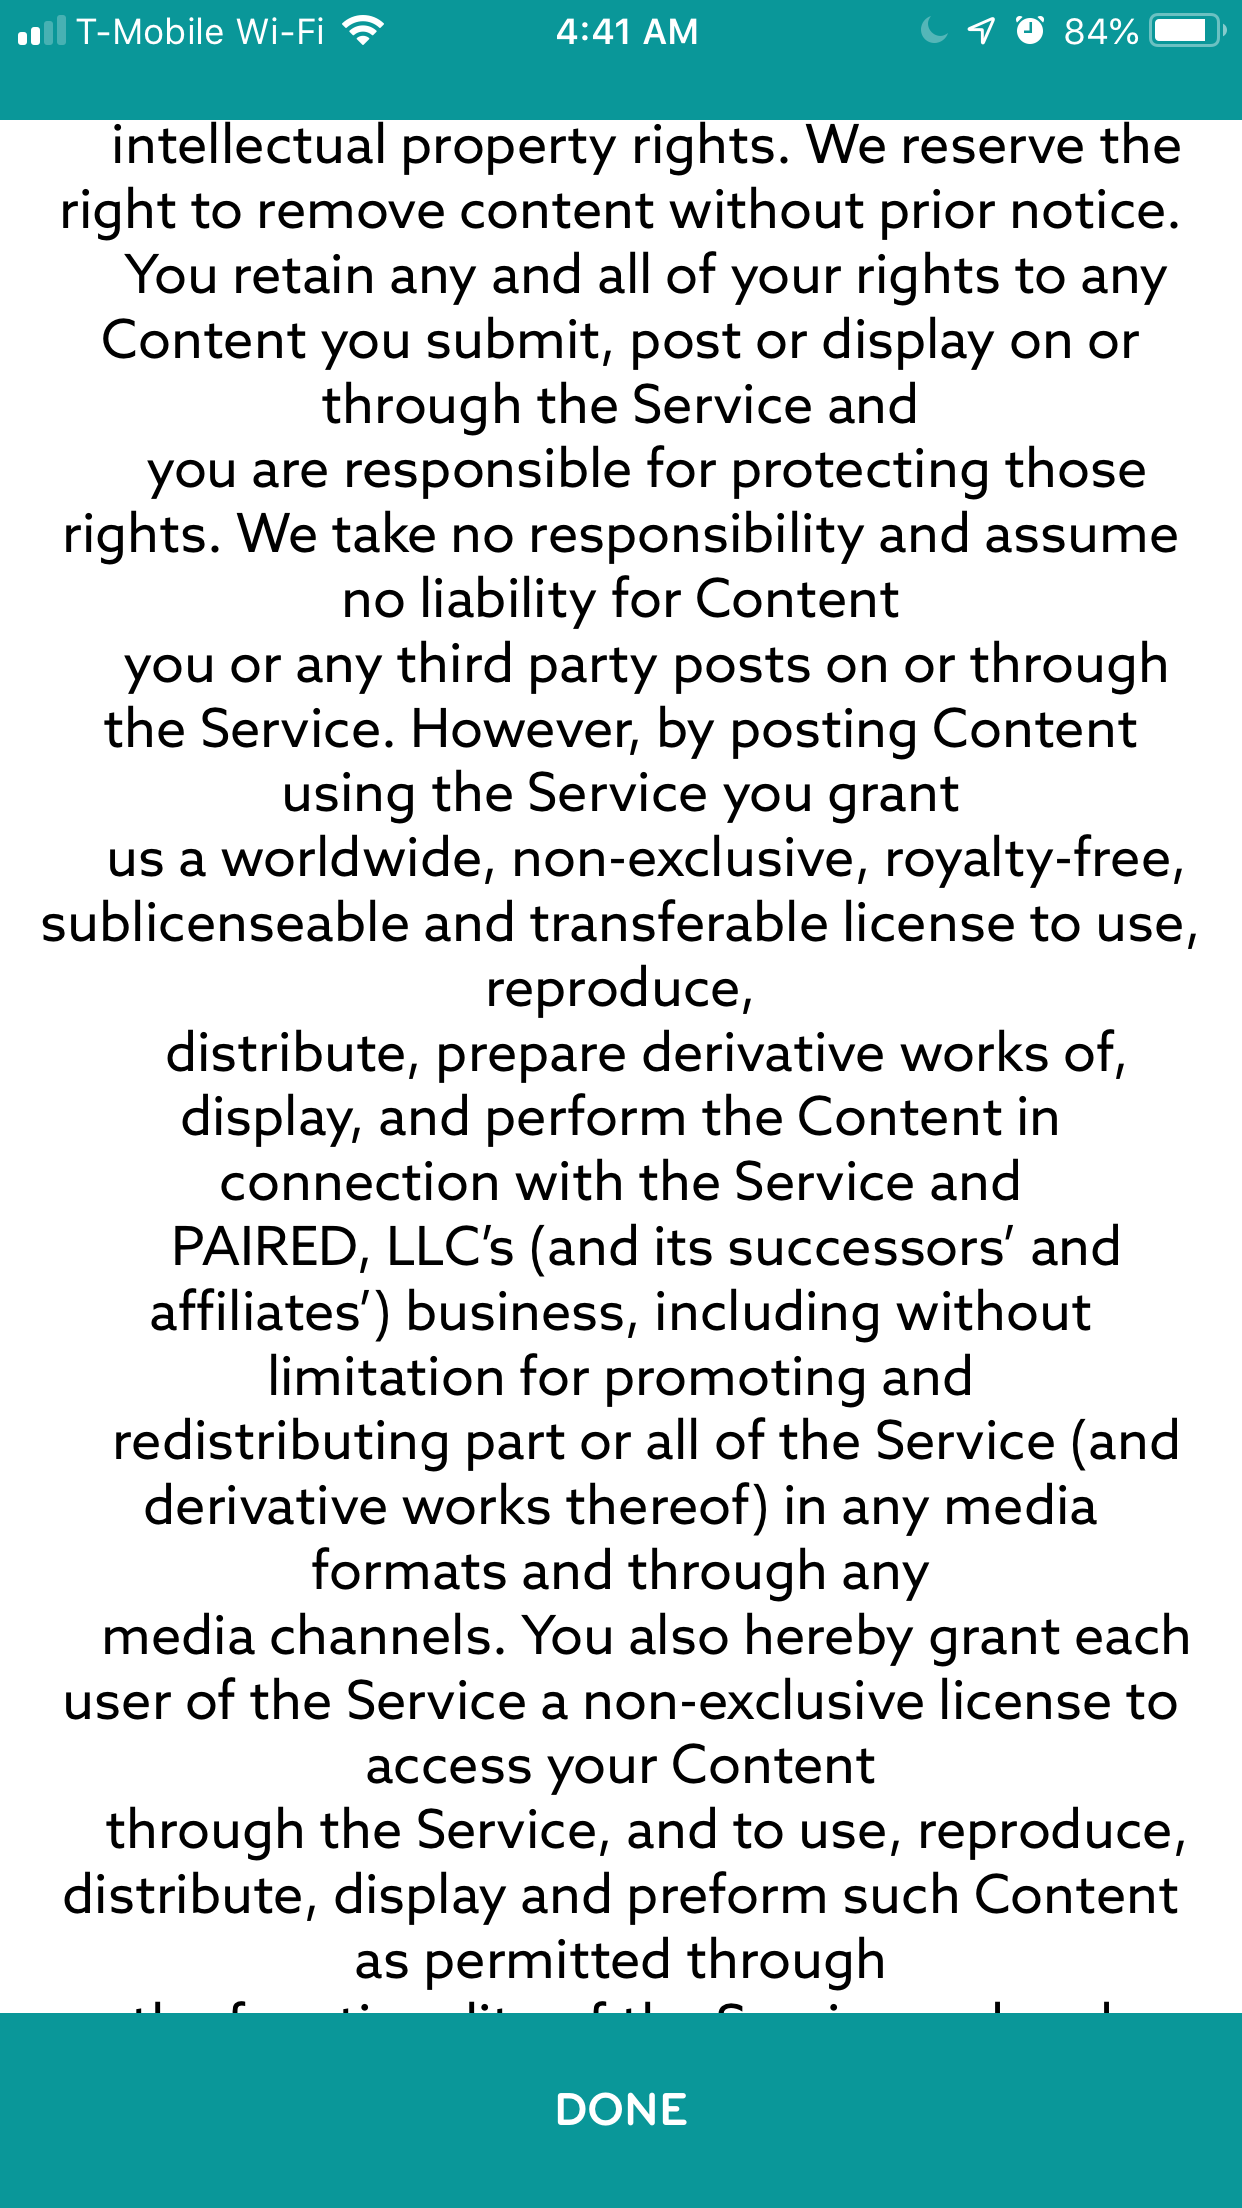 T-Mobile Wi-Fi 4:41 AM 84%
intellectual property rights. We reserve the
right to remove content without prior notice.
You retain any and all of your rights to any
Content you submit, post or display on or
through the Service and
you are responsible for protecting those
rights. We take no responsibility and assume
no liability for Content
you or any third party posts on or through
the Service. However, by posting Content
using the Service you grant
us a worldwide, non-exclusive, royalty-free,
sublicenseable and transferable license to use,
reproduce,
distribute, prepare derivative works of,
display, and perform the Content in
connection with the Service and
PAIRED, LLC’s (and its successors’ and
affiliates’) business, including without
limitation for promoting and
redistributing part or all of the Service (and
derivative works thereof) in any media
formats and through any
media channels. You also hereby grant each
user of the Service a non-exclusive license to
access your Content
through the Service, and to use, reproduce,
distribute, display and preform such Content
as permitted through
DONE